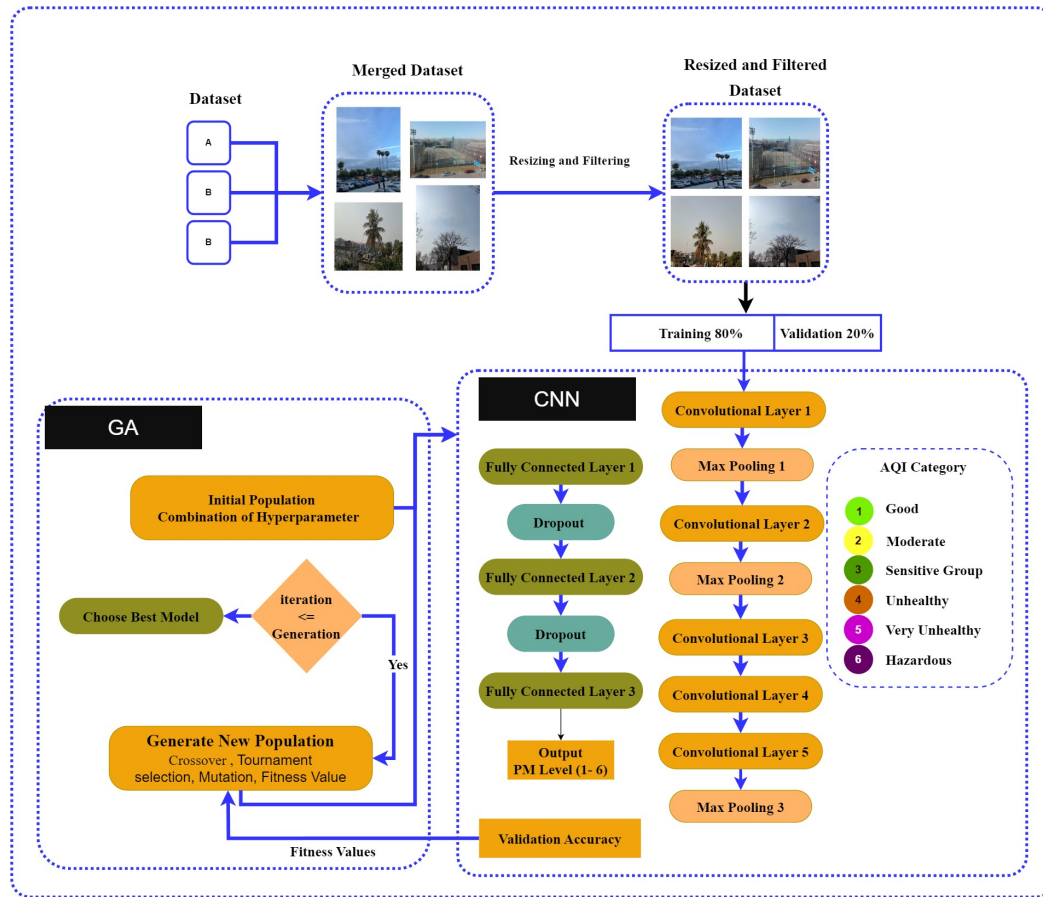 Merged Dataset
Resized and Filtered
Dataset
Dataset
A
B
B
Resizing and Filtering
Training 80%
Validation 20%
GA
Initial Population
Combination of Hyperparameter
iteration
<=
Generation
Choose Best Model
Yes
Generate New Population
Crossover , Tournament
selection, Mutation, Fitness Value
Fitness Values
CNN
Fully Connected Layer 1
Dropout
Fully Connected Layer 2
Dropout
Fully Connected Layer 3
Output
PM Level (1- 6)
Validation Accuracy
Convolutional Layer 1
Max Pooling 1
Convolutional Layer 2
Max Pooling 2
Convolutional Layer 3
Convolutional Layer 4
Convolutional Layer 5
Max Pooling 3
AQI Category
1 Good
2 Moderate
3 Sensitive Group
4 Unhealthy
5 Very Unhealthy
6 Hazardous